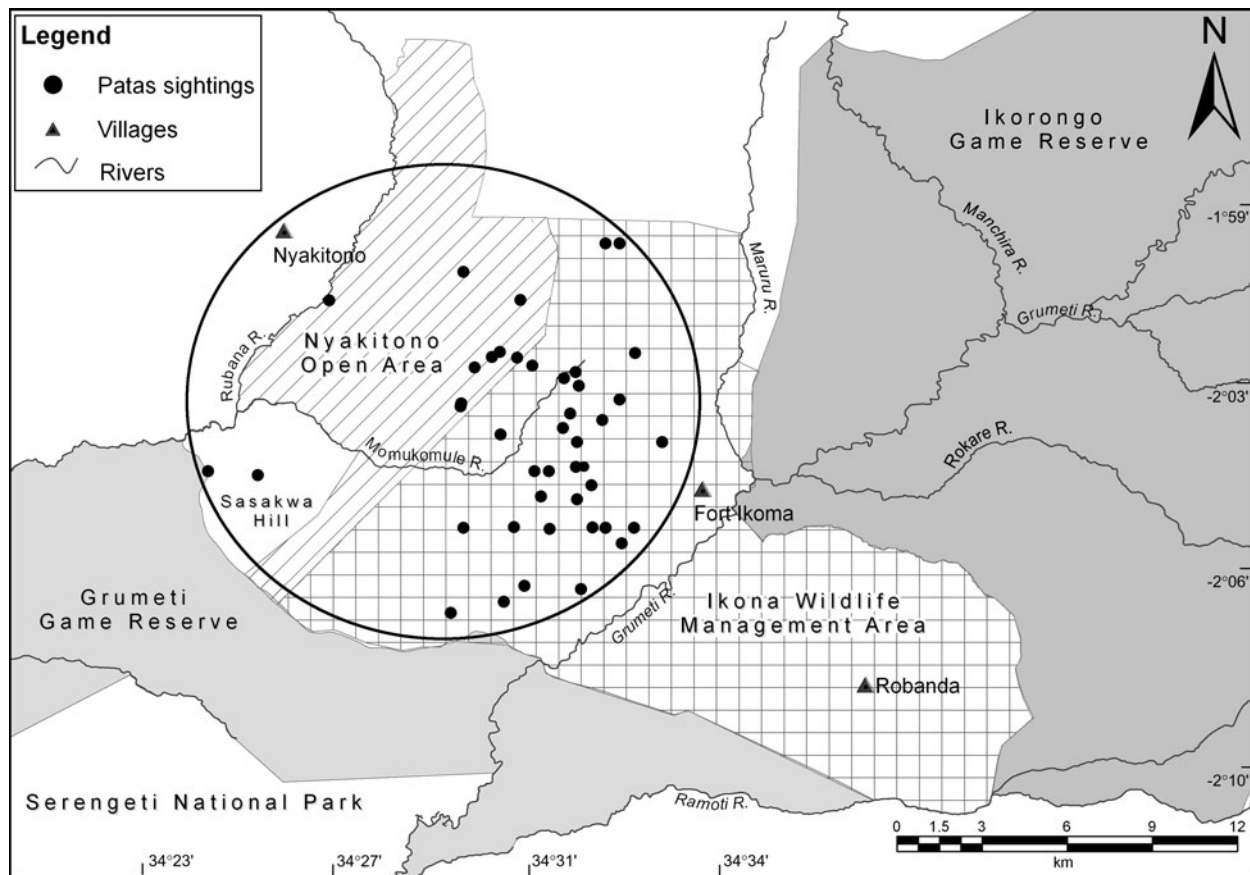 Legend
Patas sightings
Villages
Rivers
N
Ikorongo
Game Reserve
-1°59'
Manchira R.
Nyakitono
Maruru R.
Grumeti R.
Nyakitono
Open Area
Rubana R.
-2°03'
Momukomule R.
Rokare R.
Sasakwa
Hill
Fort Ikoma
-2°06'
Grumeti
Game Reserve
Grumeti R.
Ikona Wildlife
Management Area
Robanda
-2°10'
Serengeti National Park
Ramoti R.
0 1.5 3 6 9 12
km
34°23' 34°27' 34°31' 34°34'